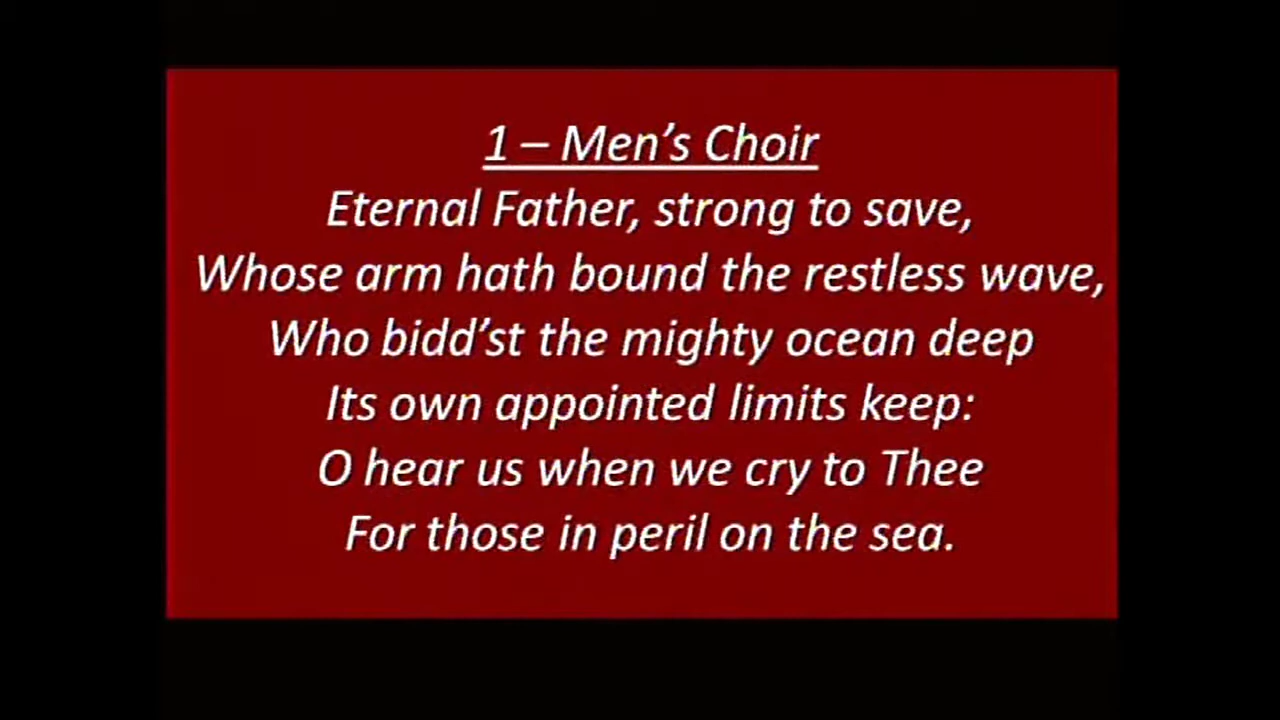 1 – Men’s Choir
Eternal Father, strong to save,
Whose arm hath bound the restless wave,
Who bidd’st the mighty ocean deep
Its own appointed limits keep:
O hear us when we cry to Thee
For those in peril on the sea.